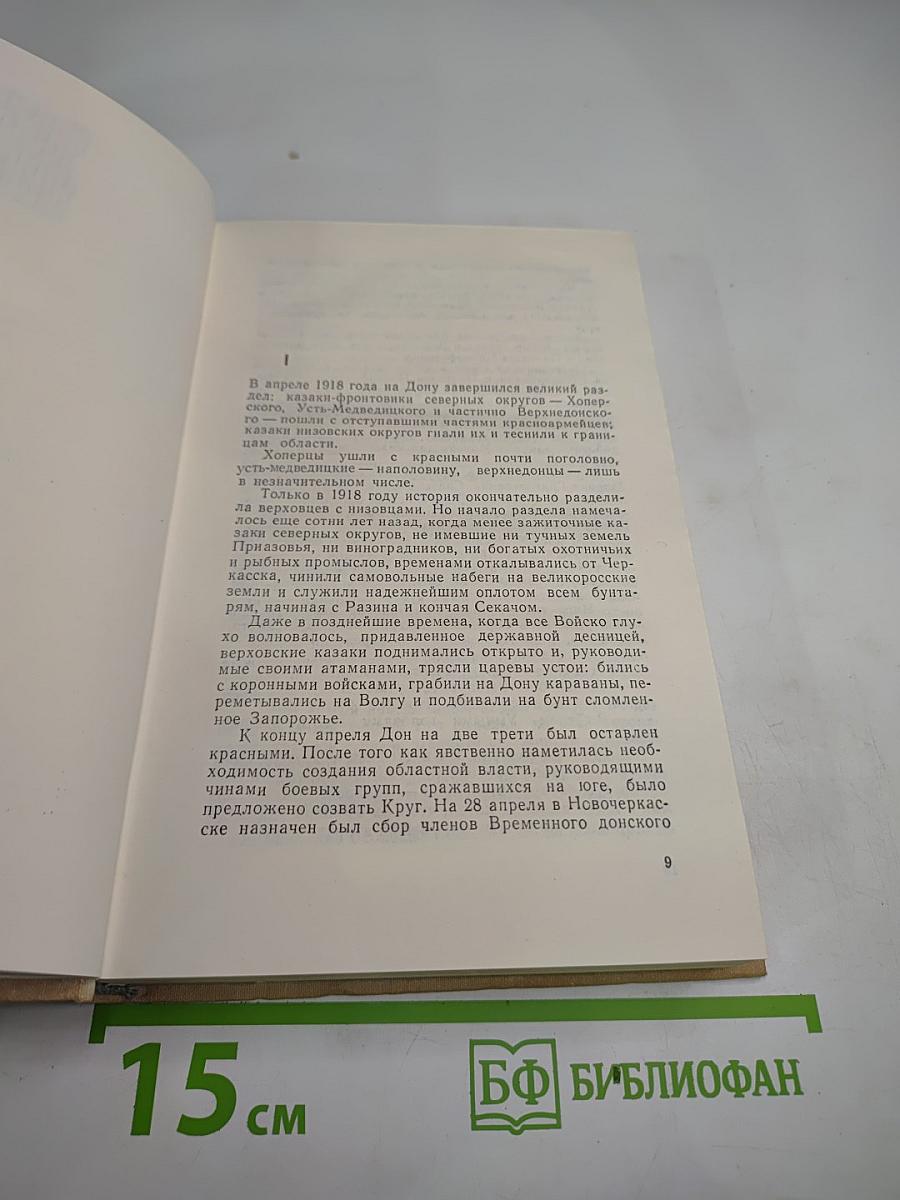 I
В апреле 1918 года на Дону завершился великий раз-
дел: казаки-фронтовики северных округов — Хопер-
ского, Усть-Медведицкого и частично Верхнедонско-
го — пошли с отступавшими частями красноармейцев;
казаки низовских округов гнали их и теснили к грани-
цам области.
Хоперцы ушли с красными почти поголовно,
усть-медведицкие — наполовину, верхнедонцы — лишь
в незначительном числе.
Только в 1918 году история окончательно раздели-
ла верховцев с низовцами. Но начало раздела намеча-
лось еще сотни лет назад, когда менее зажиточные ка-
заки северных округов, не имевшие ни тучных земель
Приазовья, ни виноградников, ни богатых охотничьих
и рыбных промыслов, временами откалывались от Чер-
касска, чинили самовольные набеги на великоросские
земли и служили надежнейшим оплотом всем бунта-
рям, начиная с Разина и кончая Секачом.
Даже в позднейшие времена, когда все Войско глу-
хо волновалось, придавленное державной десницей,
верховские казаки поднимались открыто и, руководи-
мые своими атаманами, трясли царевы устои: бились
с коронными войсками, грабили на Дону караваны, пе-
реметывались на Волгу и подбивали на бунт сломлен-
ное Запорожье.
К концу апреля Дон на две трети был оставлен
красными. После того как явственно наметилась необ-
ходимость создания областной власти, руководящими
чинами боевых групп, сражавшихся на юге, было
предложено созвать Круг. На 28 апреля в Новочеркас-
ске назначен был сбор членов Временного донского
9
15 см
БФ БИБЛИОФАН